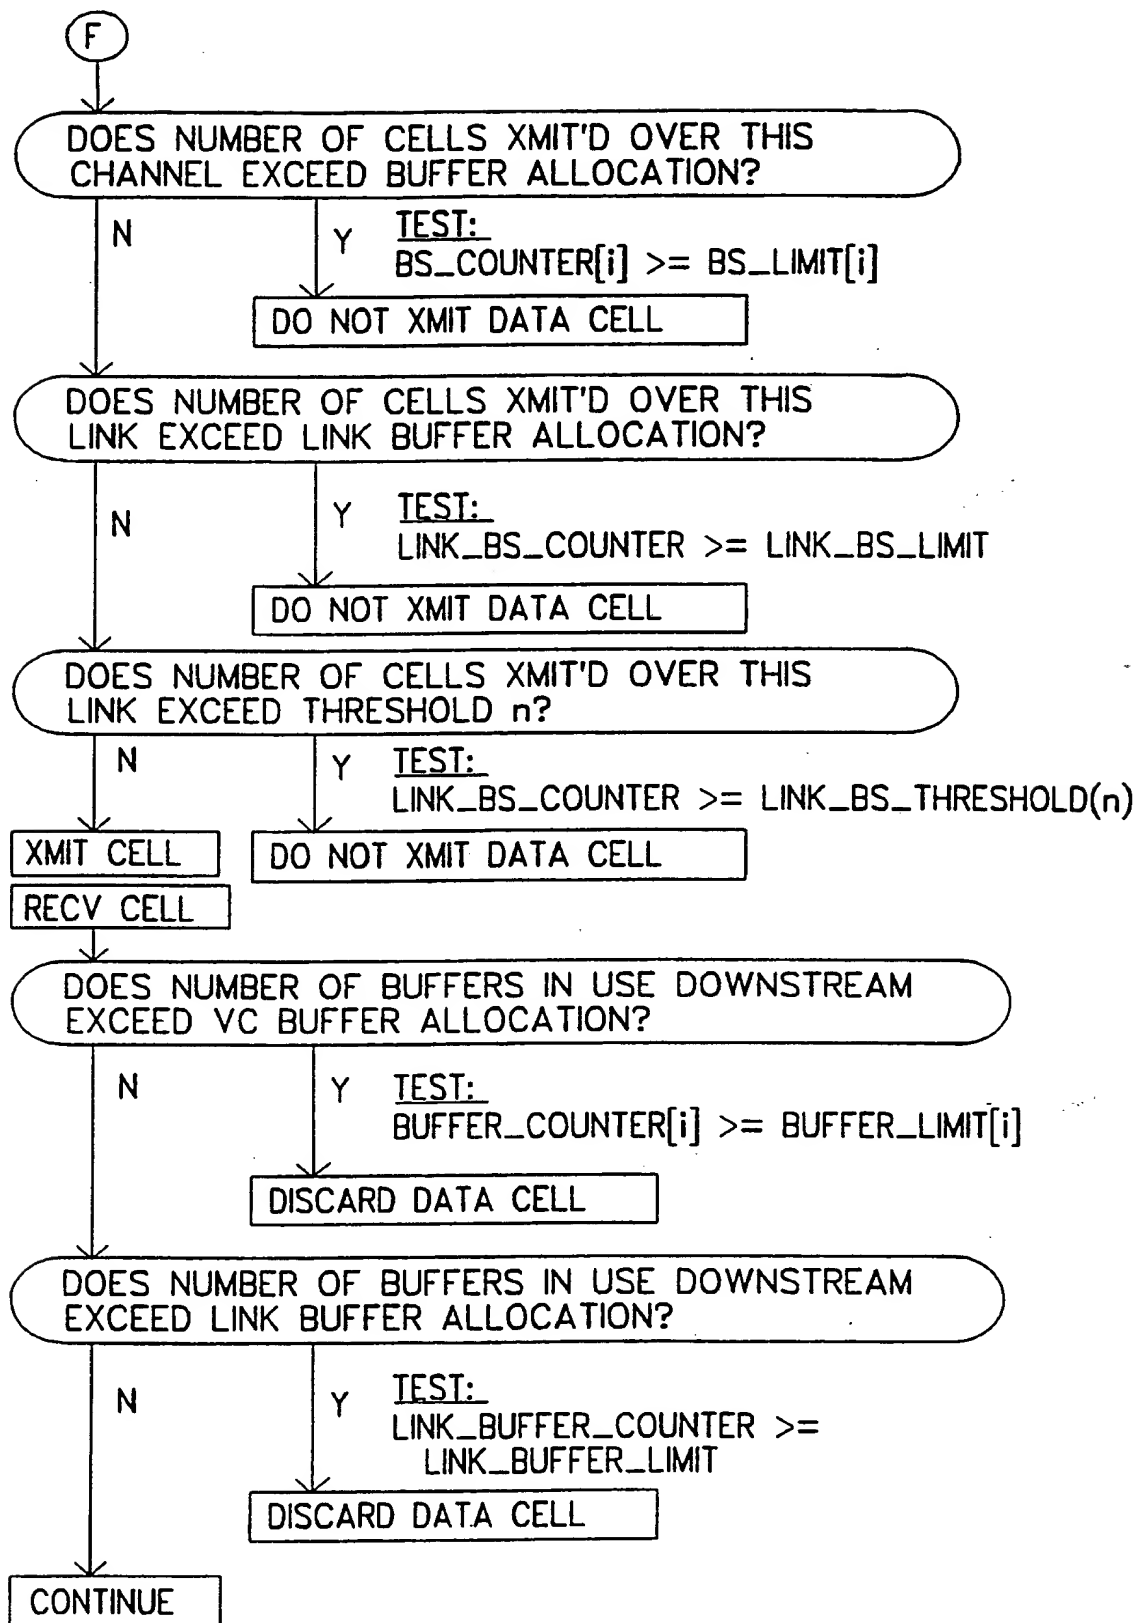 F
DOES NUMBER OF CELLS XMIT'D OVER THIS
CHANNEL EXCEED BUFFER ALLOCATION?
N
Y
TEST:
BS_COUNTER[i] >= BS_LIMIT[i]
DO NOT XMIT DATA CELL
DOES NUMBER OF CELLS XMIT'D OVER THIS
LINK EXCEED LINK BUFFER ALLOCATION?
N
Y
TEST:
LINK_BS_COUNTER >= LINK_BS_LIMIT
DO NOT XMIT DATA CELL
DOES NUMBER OF CELLS XMIT'D OVER THIS
LINK EXCEED THRESHOLD n?
N
Y
TEST:
LINK_BS_COUNTER >= LINK_BS_THRESHOLD(n)
XMIT CELL
DO NOT XMIT DATA CELL
RECV CELL
DOES NUMBER OF BUFFERS IN USE DOWNSTREAM
EXCEED VC BUFFER ALLOCATION?
N
Y
TEST:
BUFFER_COUNTER[i] >= BUFFER_LIMIT[i]
DISCARD DATA CELL
DOES NUMBER OF BUFFERS IN USE DOWNSTREAM
EXCEED LINK BUFFER ALLOCATION?
N
Y
TEST:
LINK_BUFFER_COUNTER >=
LINK_BUFFER_LIMIT
DISCARD DATA CELL
CONTINUE